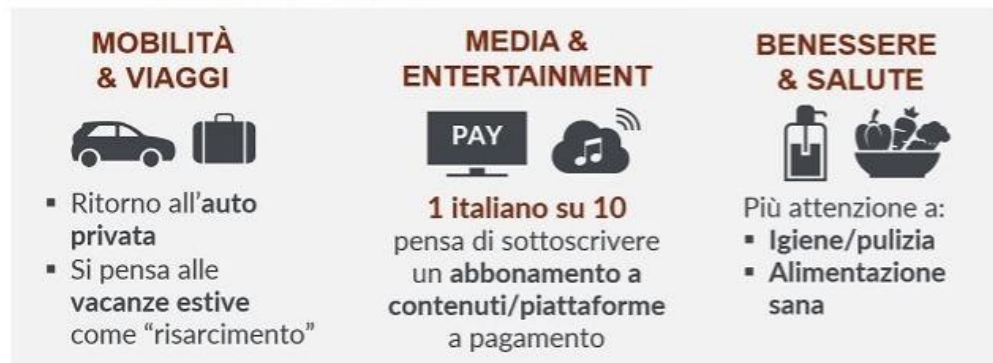 MOBILITÀ
& VIAGGI
▪ Ritorno all'auto
privata
▪ Si pensa alle
vacanze estive
come “risarcimento”
MEDIA &
ENTERTAINMENT
PAY
1 italiano su 10
pensa di sottoscrivere
un abbonamento a
contenuti/piattaforme
a pagamento
BENESSERE
& SALUTE
Più attenzione a:
▪ Igiene/pulizia
▪ Alimentazione
sana